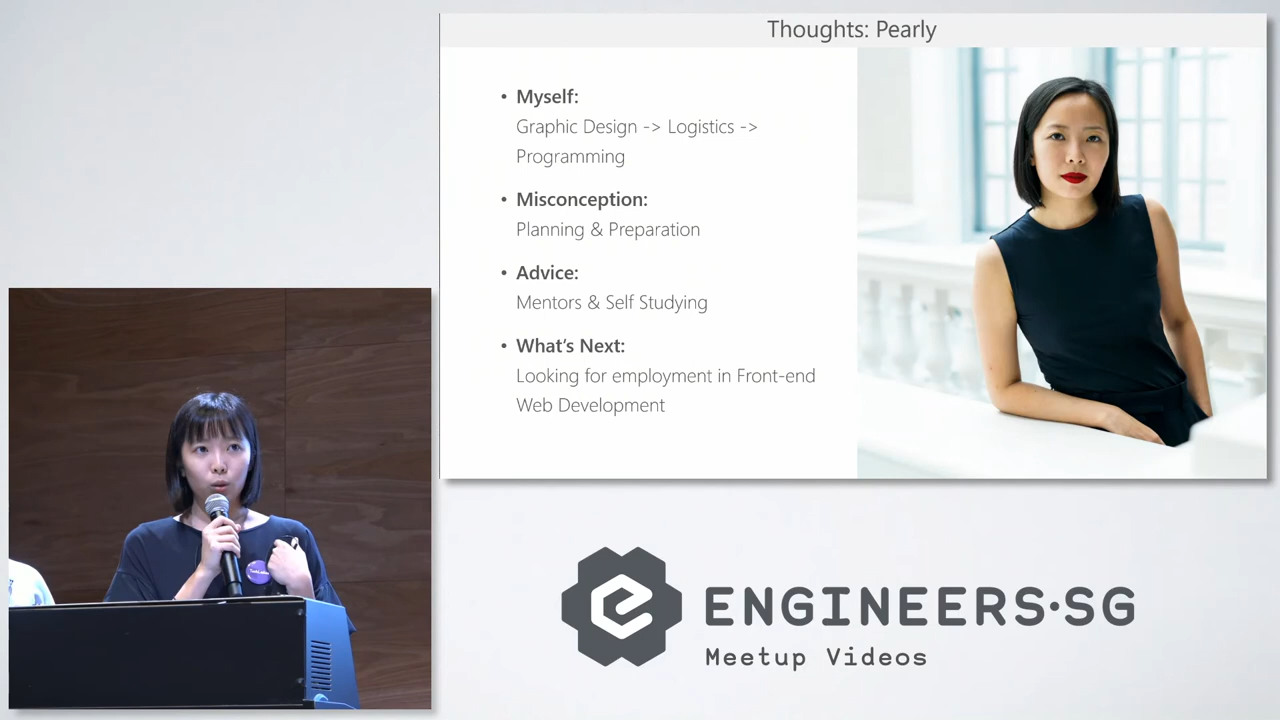 Thoughts: Pearly
• Myself:
Graphic Design -> Logistics ->
Programming
• Misconception:
Planning & Preparation
• Advice:
Mentors & Self Studying
• What's Next:
Looking for employment in Front-end
Web Development
ENGINEERS·SG
Meetup Videos